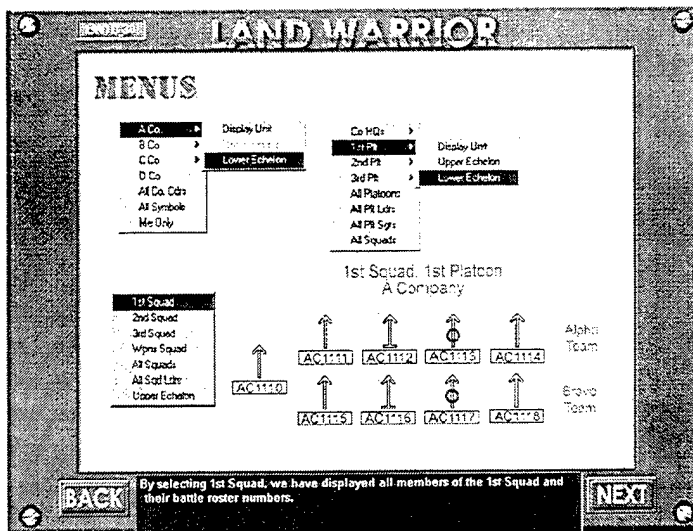 LAND WARRIOR
MENUS
A Co.
B Co
C Co
D Co
All Co. Cdrs
All Symbols
Me Only
Display Unit
Lower Echelon
Co HQs
1st Plt
2nd Plt
3rd Plt
All Platoons
All Plt Ldrs
All Plt Sgts
All Squads
Display Unit
Upper Echelon
Lower Echelon
1st Squad, 1st Platoon
A Company
1st Squad
2nd Squad
3rd Squad
Wpns Squad
All Squads
All Sqd Ldrs
Upper Echelon
AC1110
AC1111 AC1112 AC1113 AC1114
Alpha
Team
AC1115 AC1116 AC1117 AC1118
Bravo
Team
BACK
By selecting 1st Squad, we have displayed all members of the 1st Squad and
their battle roster numbers.
NEXT